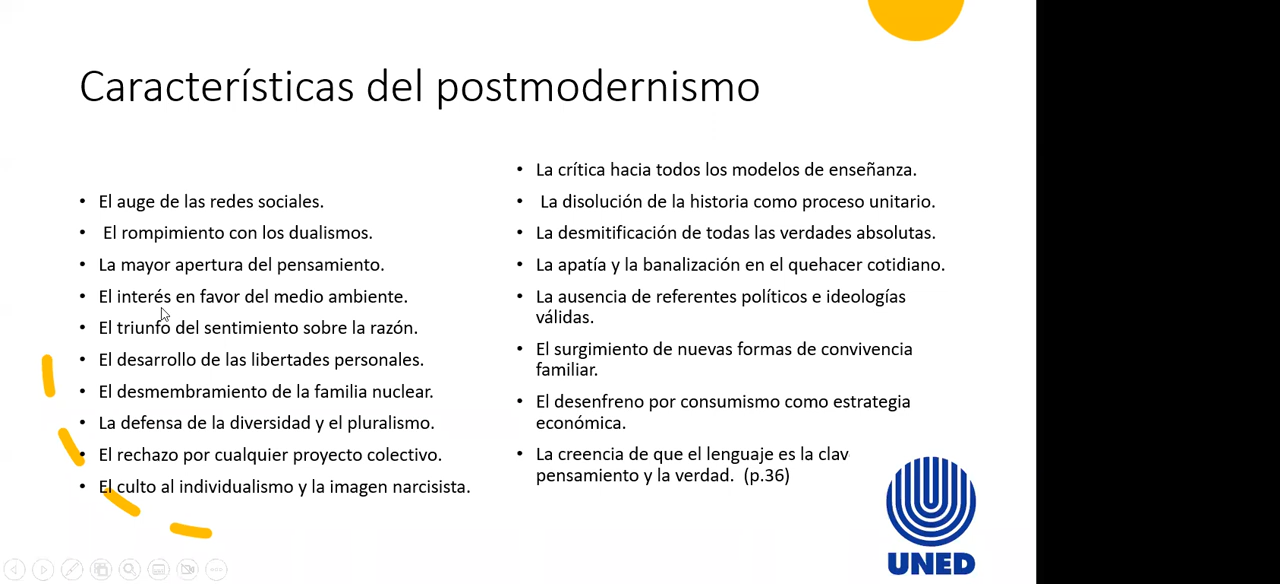 Características del postmodernismo
• El auge de las redes sociales.
• El rompimiento con los dualismos.
• La mayor apertura del pensamiento.
• El interés en favor del medio ambiente.
• El triunfo del sentimiento sobre la razón.
• El desarrollo de las libertades personales.
• El desmembramiento de la familia nuclear.
• La defensa de la diversidad y el pluralismo.
• El rechazo por cualquier proyecto colectivo.
• El culto al individualismo y la imagen narcisista.
• La crítica hacia todos los modelos de enseñanza.
• La disolución de la historia como proceso unitario.
• La desmitificación de todas las verdades absolutas.
• La apatía y la banalización en el quehacer cotidiano.
• La ausencia de referentes políticos e ideologías
válidas.
• El surgimiento de nuevas formas de convivencia
familiar.
• El desenfreno por consumismo como estrategia
económica.
• La creencia de que el lenguaje es la
pensamiento y la verdad. (p.36)
UNED